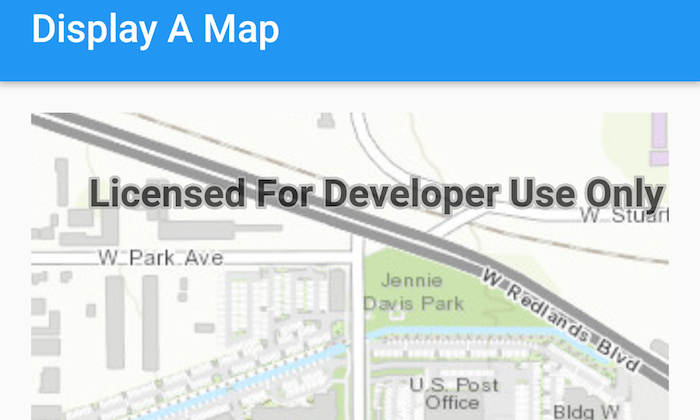 Display A Map
Licensed For Developer Use Only
W Stuart
W Park Ave
Jennie
Davis Park
W Redlands Blvd
U.S. Post
Office
Bldg W